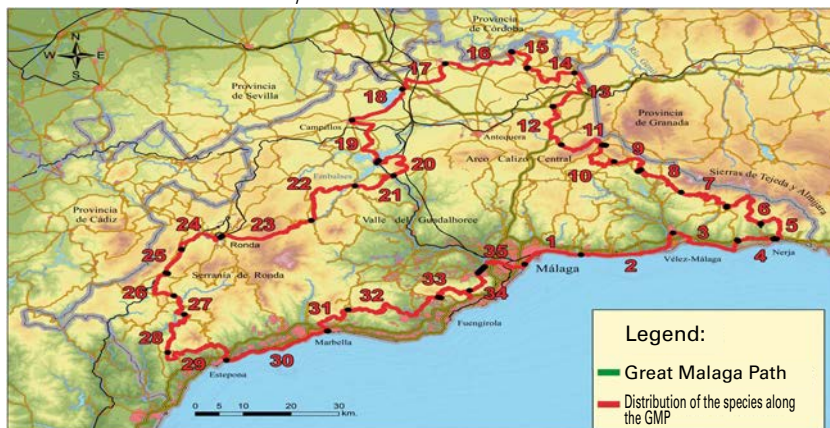 Provincia
de Córdoba
N
W E
S
Provincia
de Sevilla
16
15
17
14
13
18
Río Genil
Provincia
de Granada
Campillos
12
Antequera
11
19
Arco Calizo Central
9
10
20
Embalses
21
8
Sierras de Tejeda y Almijara
22
7
Provincia
de Cádiz
Valle del Guadalhorce
6
24
23
5
Ronda
25
35
1
3
4
Nerja
Málaga
2
Vélez-Málaga
Serranía de Ronda
26
27
33
34
31
32
Fuengirola
28
Marbella
29
30
Estepona
0 5 10 20 30
km.
Legend:
Great Malaga Path
Distribution of the species along
the GMP